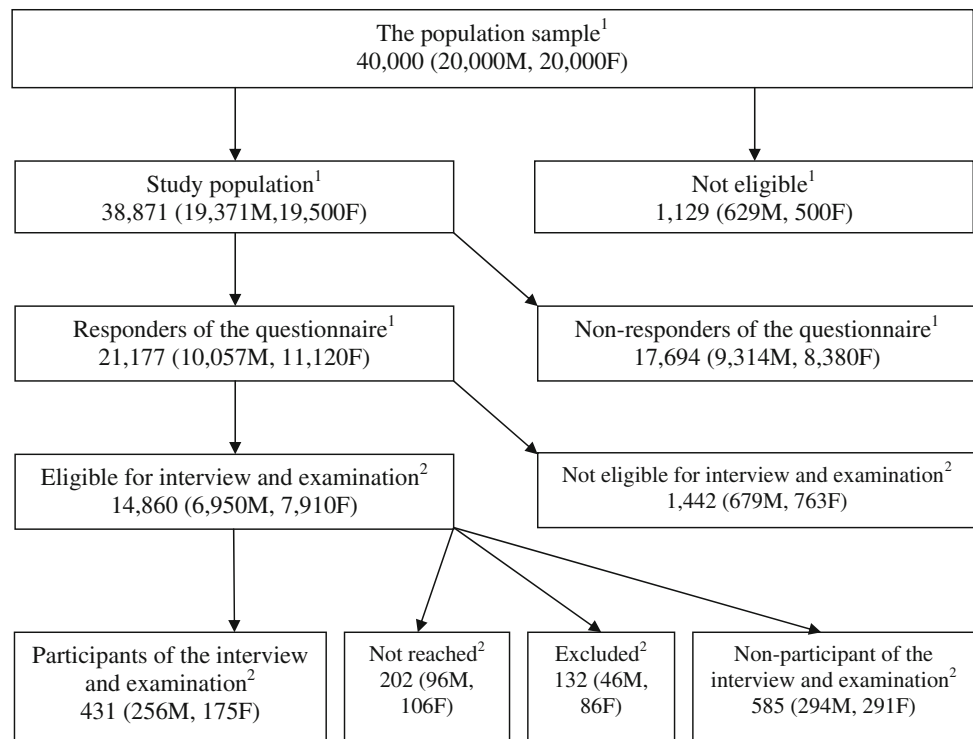 The population sample¹
40,000 (20,000M, 20,000F)
Study population¹
38,871 (19,371M,19,500F)
Not eligible¹
1,129 (629M, 500F)
Responders of the questionnaire¹
21,177 (10,057M, 11,120F)
Non-responders of the questionnaire¹
17,694 (9,314M, 8,380F)
Eligible for interview and examination²
14,860 (6,950M, 7,910F)
Not eligible for interview and examination²
1,442 (679M, 763F)
Participants of the interview
and examination²
431 (256M, 175F)
Not reached²
202 (96M,
106F)
Excluded²
132 (46M,
86F)
Non-participant of the
interview and examination²
585 (294M, 291F)